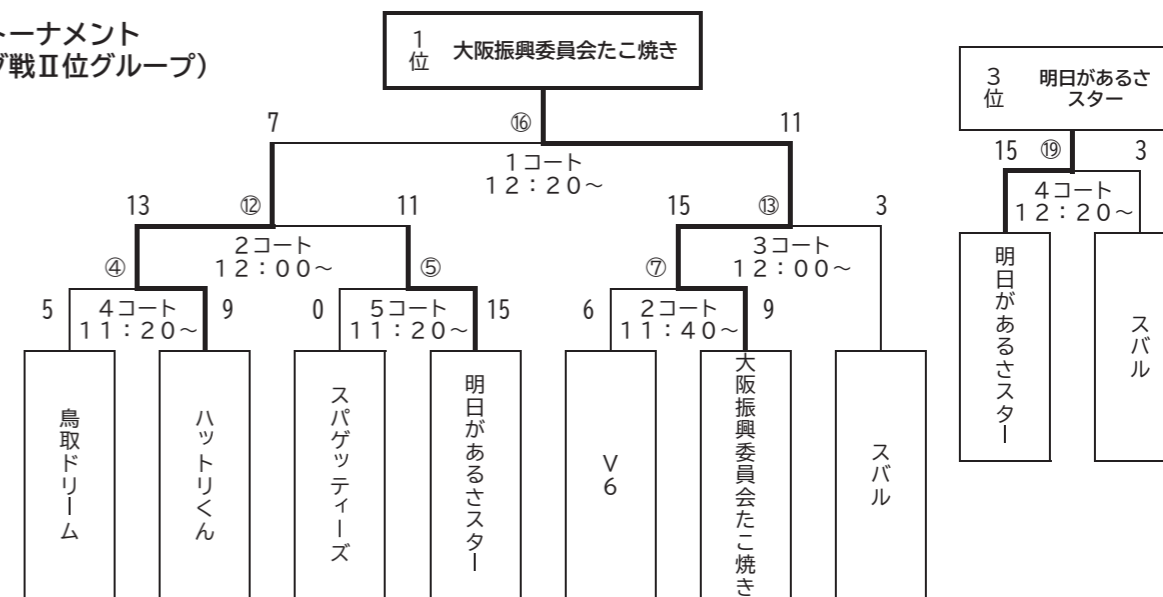 トーナメント
グ戦Ⅱ位グループ）
1位 大阪振興委員会たこ焼き
3位 明日があるさ
スター
7 ⑯ 11
1コート
12：20～
15 ⑲ 3
4コート
12：20～
13 ⑫ 11
2コート
12：00～
15 ⑬ 3
3コート
12：00～
④ ⑤ ⑦
5 4コート 9
11：20～
0 5コート 15
11：20～
6 2コート 9
11：40～
鳥取ドリーム
ハットリくん
スパゲッティーズ
明日があるさスター
V6
大阪振興委員会たこ焼き
スバル
明日があるさスター
スバル